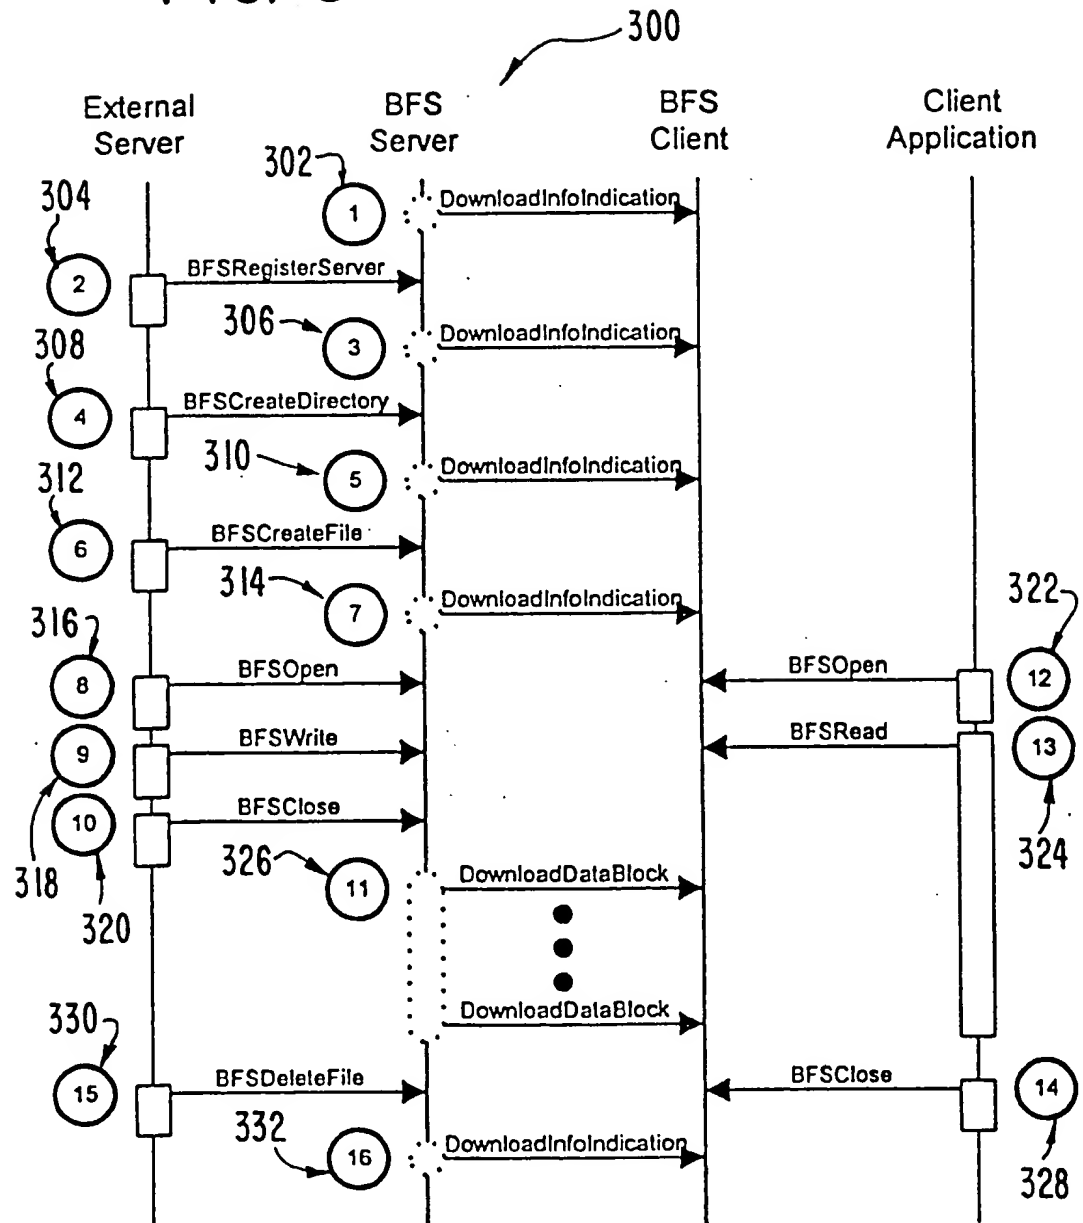 300
External Server
BFS Server
BFS Client
Client Application
302
1
DownloadInfoIndication
304
2
BFSRegisterServer
306
3
DownloadInfoIndication
308
4
BFSCreateDirectory
310
5
DownloadInfoIndication
312
6
BFSCreateFile
314
7
DownloadInfoIndication
316
8
BFSOpen
BFSOpen
12
322
9
BFSWrite
BFSRead
13
318
10
BFSClose
324
320
326
11
DownloadDataBlock
DownloadDataBlock
330
15
BFSDeleteFile
BFSClose
14
332
16
DownloadInfoIndication
328